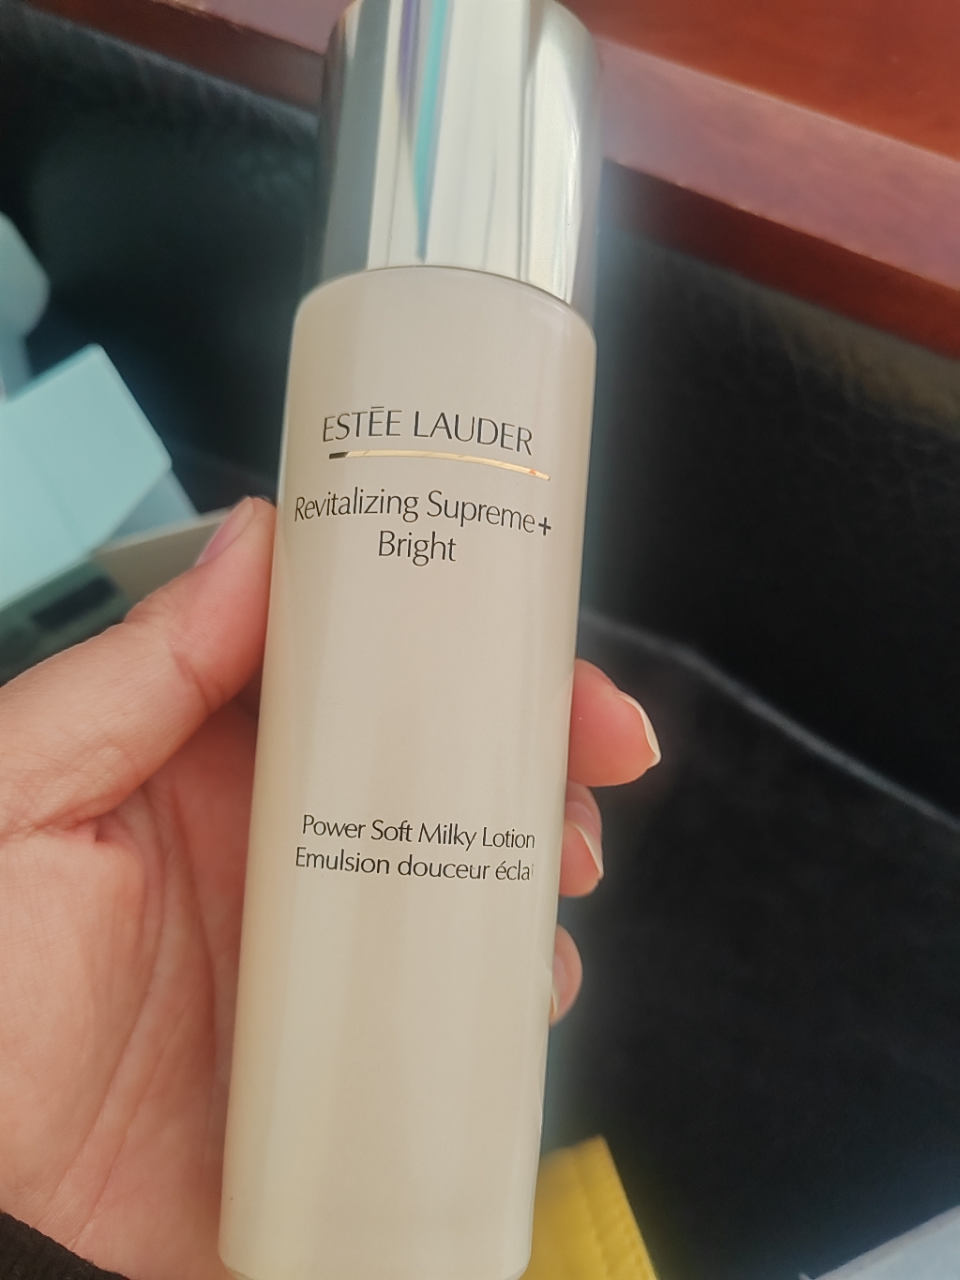 ESTĒE LAUDER
Revitalizing Supreme+
Bright
Power Soft Milky Lotion
Emulsion douceur